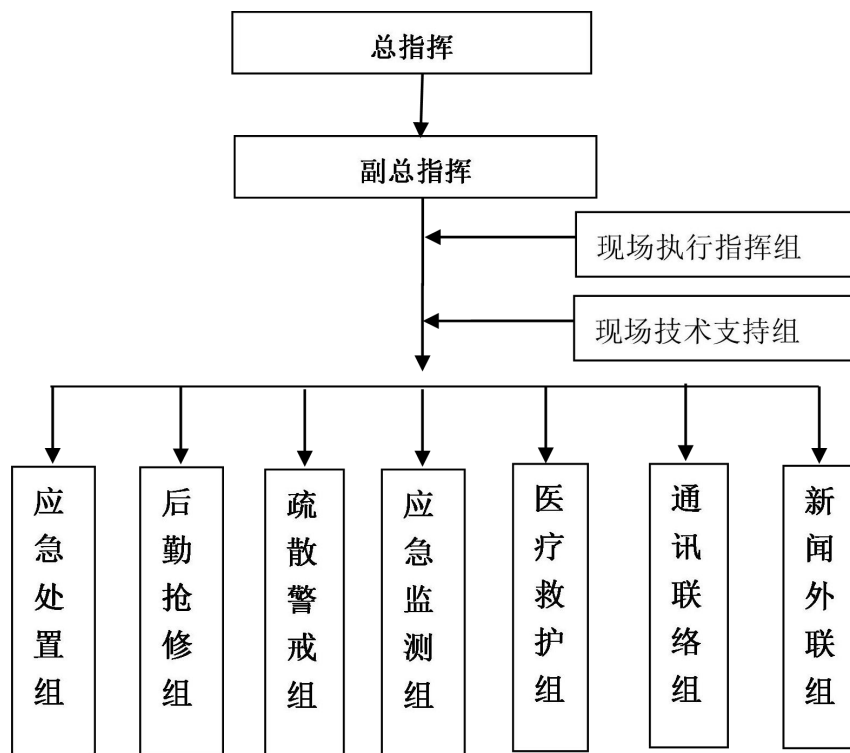 总指挥
副总指挥
现场执行指挥组
现场技术支持组
应急处置组
后勤抢修组
疏散警戒组
应急监测组
医疗救护组
通讯联络组
新闻外联组